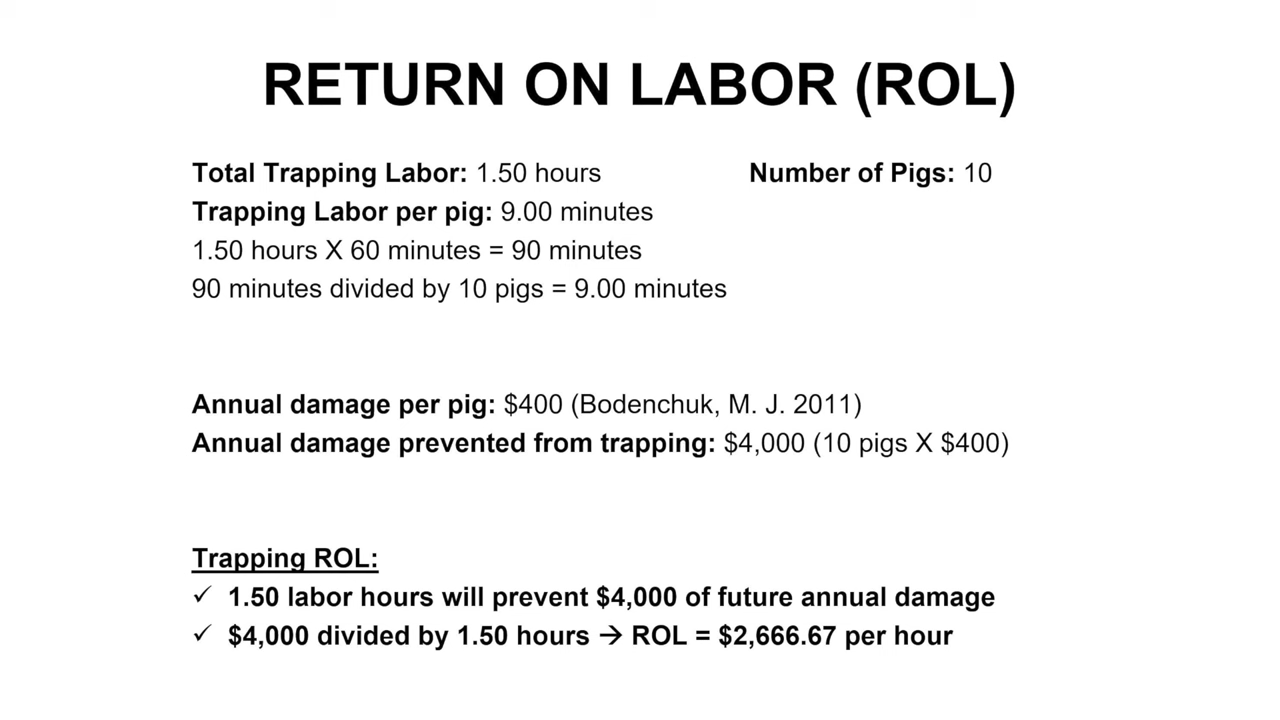 RETURN ON LABOR (ROL)
Total Trapping Labor: 1.50 hours Number of Pigs: 10
Trapping Labor per pig: 9.00 minutes
1.50 hours X 60 minutes = 90 minutes
90 minutes divided by 10 pigs = 9.00 minutes
Annual damage per pig: $400 (Bodenchuk, M. J. 2011)
Annual damage prevented from trapping: $4,000 (10 pigs X $400)
Trapping ROL:
✓ 1.50 labor hours will prevent $4,000 of future annual damage
✓ $4,000 divided by 1.50 hours → ROL = $2,666.67 per hour